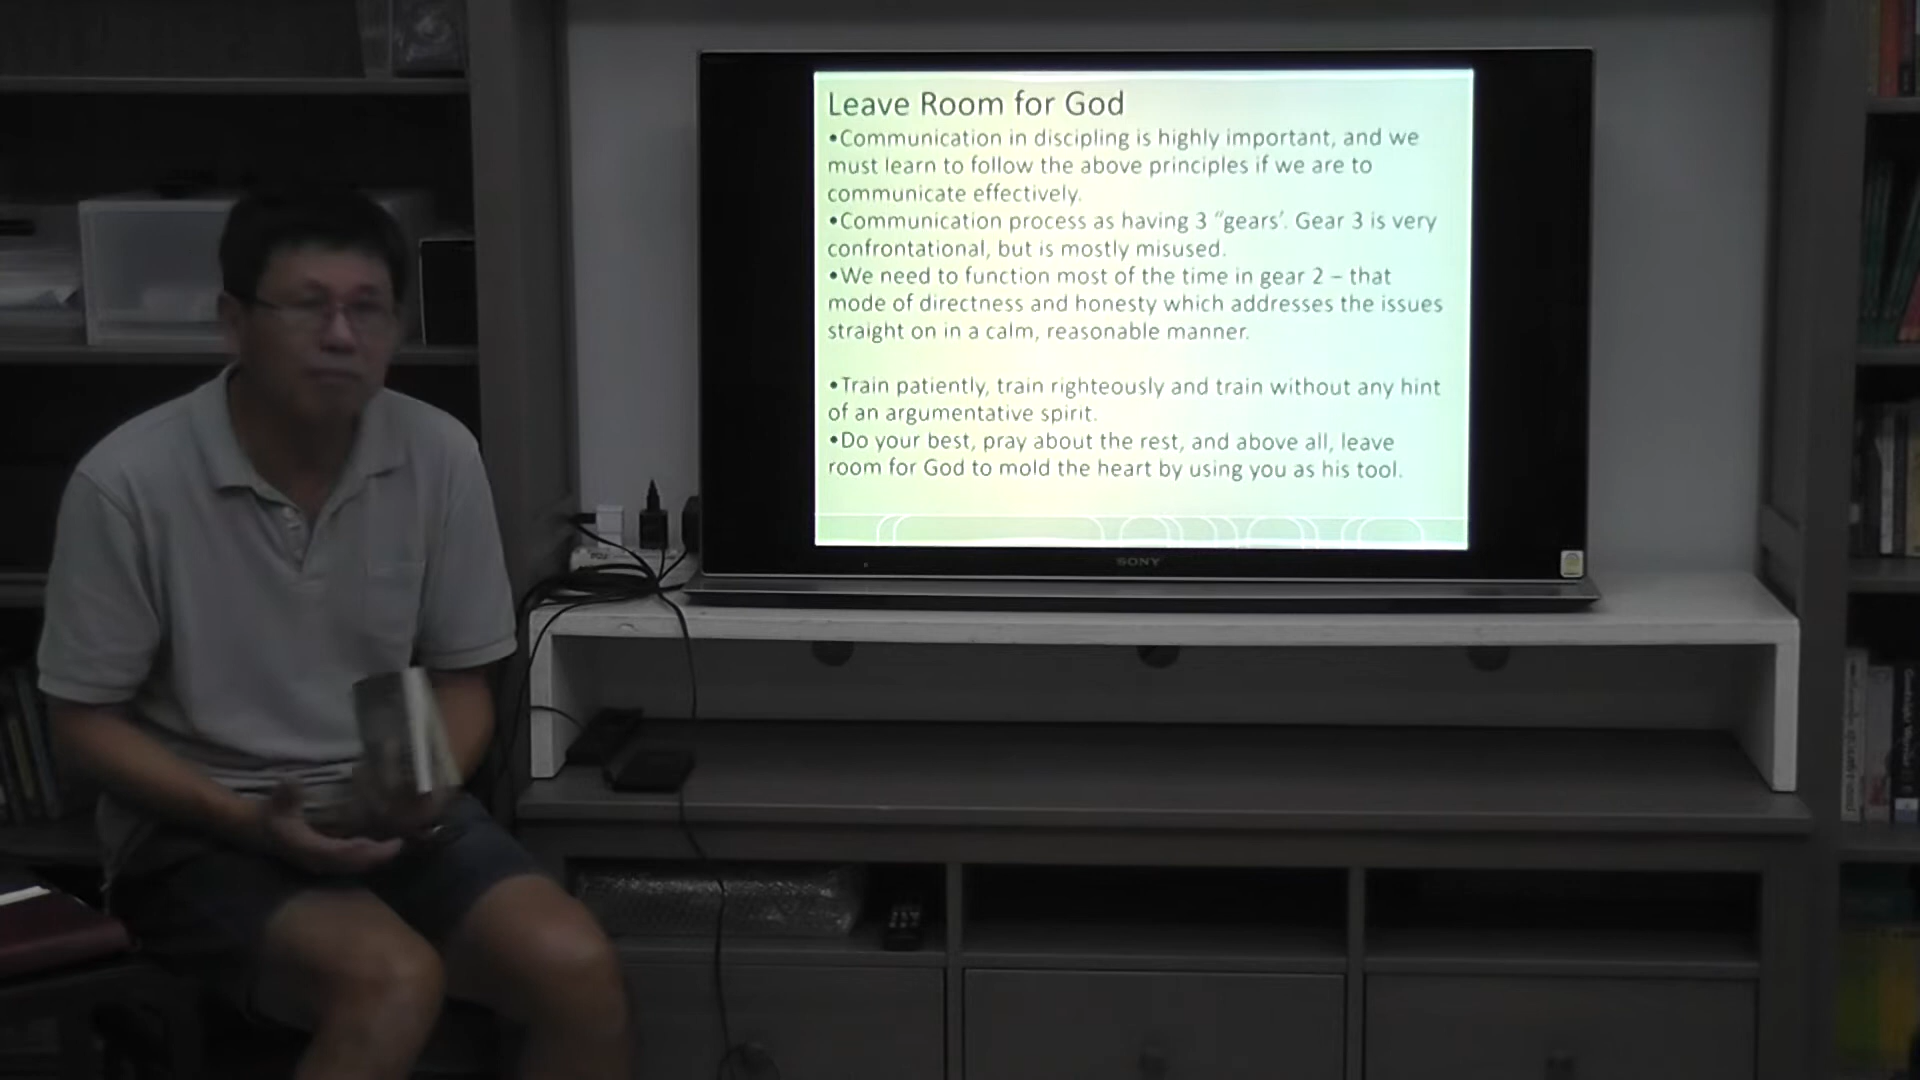 Leave Room for God
•Communication in discipling is highly important, and we
must learn to follow the above principles if we are to
communicate effectively.
•Communication process as having 3 “gears’. Gear 3 is very
confrontational, but is mostly misused.
•We need to function most of the time in gear 2 – that
mode of directness and honesty which addresses the issues
straight on in a calm, reasonable manner.
•Train patiently, train righteously and train without any hint
of an argumentative spirit.
•Do your best, pray about the rest, and above all, leave
room for God to mold the heart by using you as his tool.
SONY